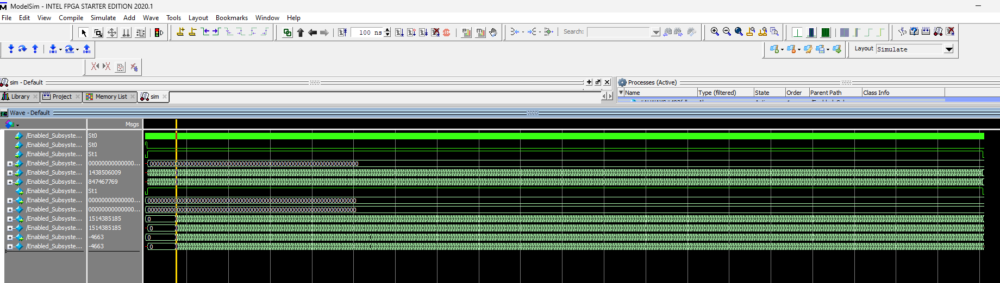 ModelSim - INTEL FPGA STARTER EDITION 2020.1
File Edit View Compile Simulate Add Wave Tools Layout Bookmarks Window Help
100 ns
Search:
Layout Simulate
sim - Default
Processes (Active)
Library Project Memory List sim
Name Type (filtered) State Order Parent Path Class Info
Wave - Default
Msgs
/Enabled_Subsyste... St0
/Enabled_Subsyste... St0
/Enabled_Subsyste... St1
/Enabled_Subsyste... 00000000000000...
/Enabled_Subsyste... 1438506009
/Enabled_Subsyste... 847467769
/Enabled_Subsyste... St1
/Enabled_Subsyste... 00000000000000...
/Enabled_Subsyste... 00000000000000...
/Enabled_Subsyste... 1514385185 0
/Enabled_Subsyste... 1514385185 0
/Enabled_Subsyste... -4663 0
/Enabled_Subsyste... -4663 0